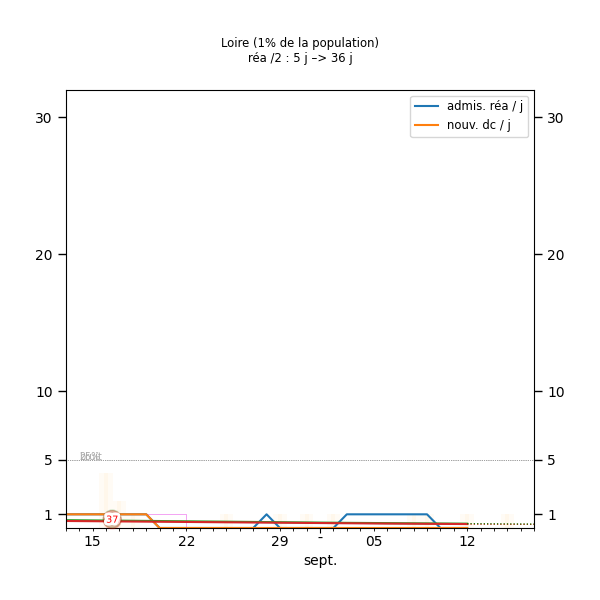 Loire (1% de la population)
réa /2 : 5 j –> 36 j
admis. réa / j
nouv. dc / j
30 30
20 20
10 10
5 5
1 1
37
15 22 29 - 05 12
sept.